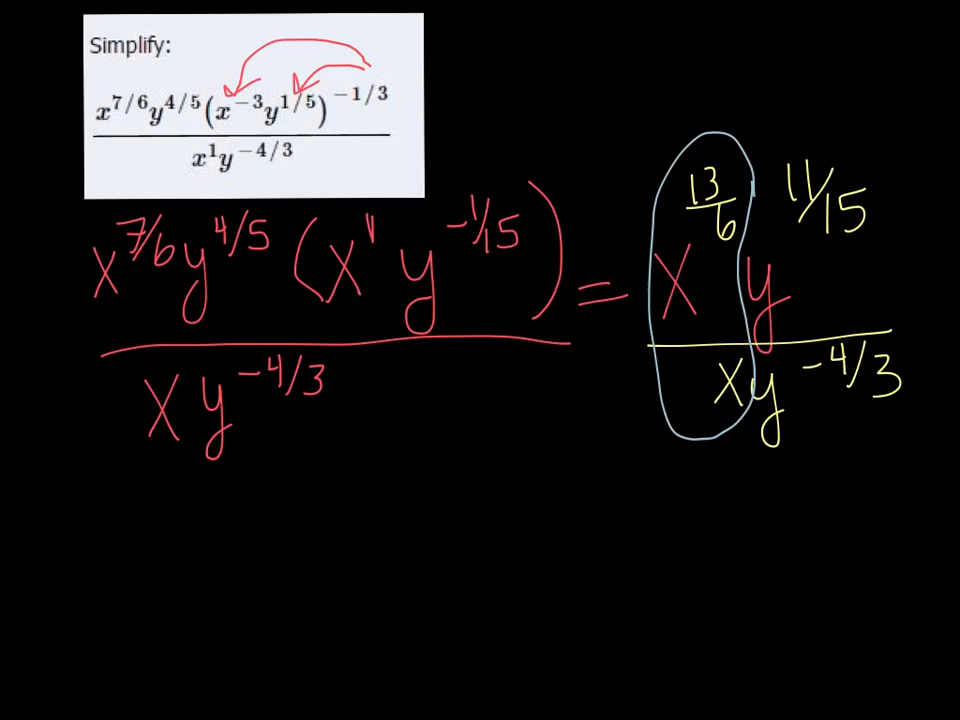 Simplify:
x^{7/6}y^{4/5}(x^{-3}y^{1/5})^{-1/3}
x^1y^{-4/3}
x^{7/6}y^{4/5}(x^1 y^{-1/15}) = x^{13/6} y^{11/15}
xy^{-4/3} xy^{-4/3}